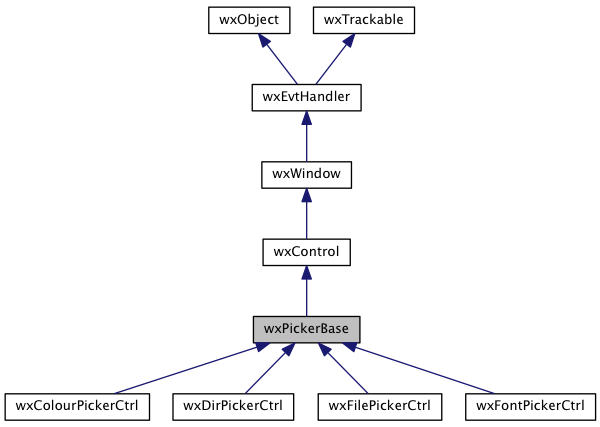 wxObject
wxTrackable
wxEvtHandler
wxWindow
wxControl
wxPickerBase
wxColourPickerCtrl
wxDirPickerCtrl
wxFilePickerCtrl
wxFontPickerCtrl